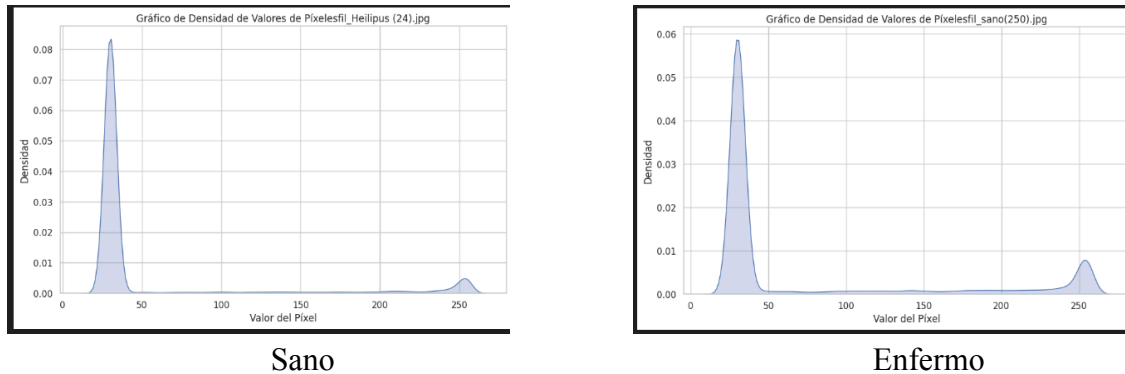 Gráfico de Densidad de Valores de Píxelesfil_Heilipus (24).jpg
0.08
0.07
0.06
0.05
0.04
0.03
0.02
0.01
0.00
Densidad
0 50 100 150 200 250
Valor del Píxel
Sano
Gráfico de Densidad de Valores de Píxelesfil_sano(250).jpg
0.06
0.05
0.04
0.03
0.02
0.01
0.00
Densidad
0 50 100 150 200 250
Valor del Píxel
Enfermo